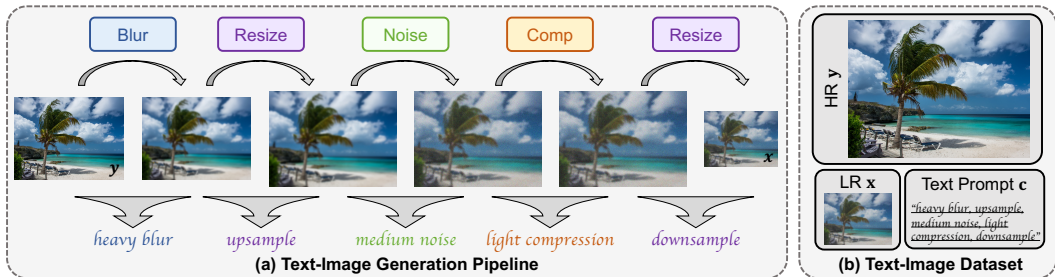 Blur Resize Noise Comp Resize
y x
heavy blur upsample medium noise light compression downsample
(a) Text-Image Generation Pipeline
HR y
LR x
Text Prompt c
"heavy blur, upsample,
medium noise, light
compression, downsample"
(b) Text-Image Dataset